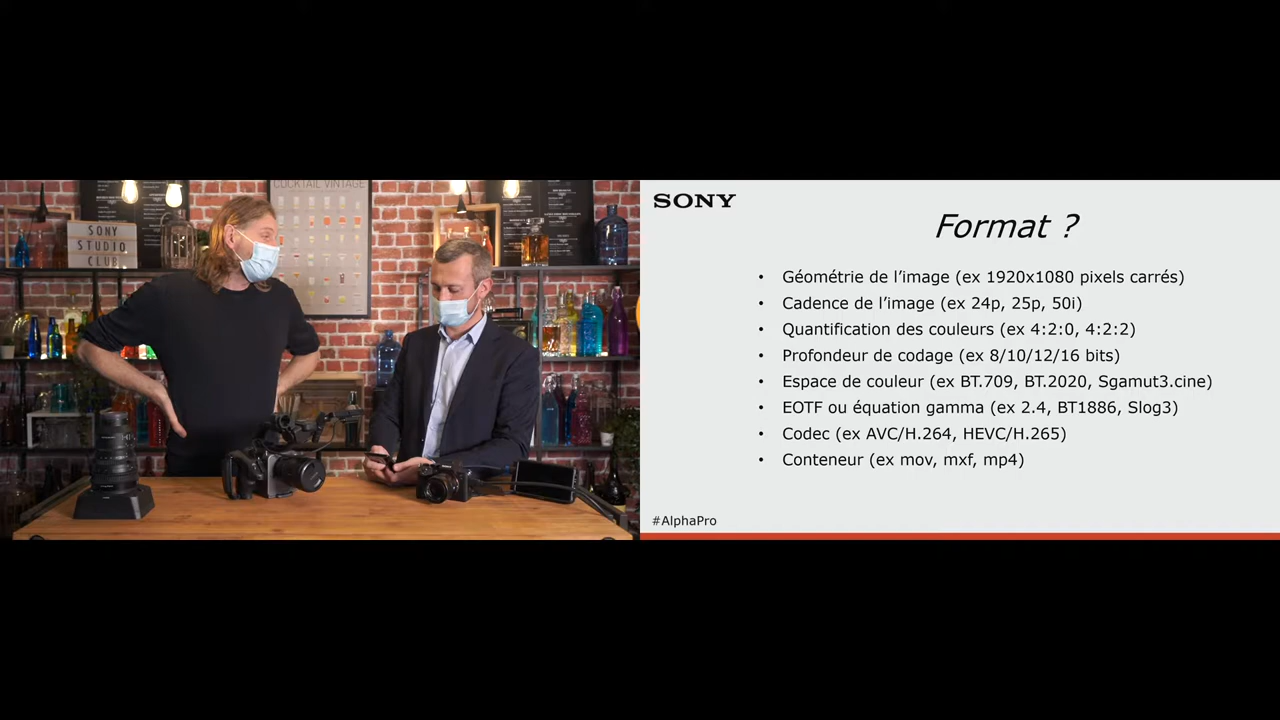 COCKTAIL VINTAGE
SONY
STUDIO
CLUB
SONY
Format ?
• Géométrie de l’image (ex 1920x1080 pixels carrés)
• Cadence de l’image (ex 24p, 25p, 50i)
• Quantification des couleurs (ex 4:2:0, 4:2:2)
• Profondeur de codage (ex 8/10/12/16 bits)
• Espace de couleur (ex BT.709, BT.2020, Sgamut3.cine)
• EOTF ou équation gamma (ex 2.4, BT1886, Slog3)
• Codec (ex AVC/H.264, HEVC/H.265)
• Conteneur (ex mov, mxf, mp4)
#AlphaPro